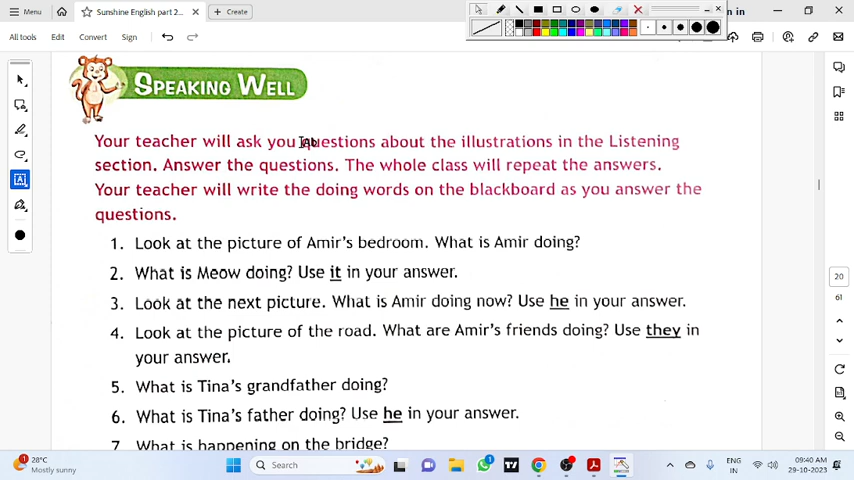 Menu
Sunshine English part 2...
Create
in in
All tools
Edit
Convert
Sign
SPEAKING WELL
Your teacher will ask you questions about the illustrations in the Listening
section. Answer the questions. The whole class will repeat the answers.
Your teacher will write the doing words on the blackboard as you answer the
questions.
1. Look at the picture of Amir's bedroom. What is Amir doing?
2. What is Meow doing? Use it in your answer.
3. Look at the next picture. What is Amir doing now? Use he in your answer.
4. Look at the picture of the road. What are Amir's friends doing? Use they in
your answer.
5. What is Tina's grandfather doing?
6. What is Tina's father doing? Use he in your answer.
7. What is happening on the bridge?
20
61
28°C
Mostly sunny
Search
ENG
IN
09:40 AM
29-10-2023